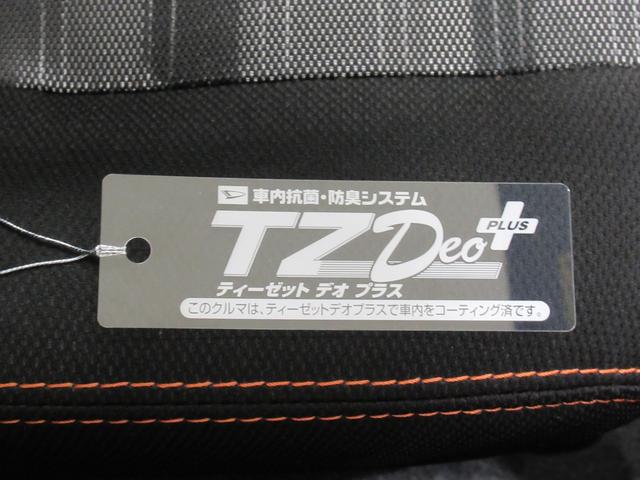 車内抗菌・防臭システム
TZ Deo PLUS
ティーゼット デオ プラス
このクルマは、ティーゼットデオプラスで車内をコーティング済です。